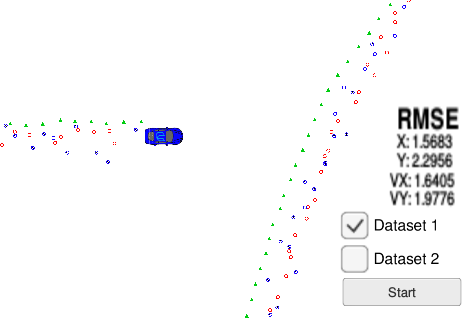 RMSE
X: 1.5683
Y: 2.2956
VX: 1.6405
VY: 1.9776
Dataset 1
Dataset 2
Start